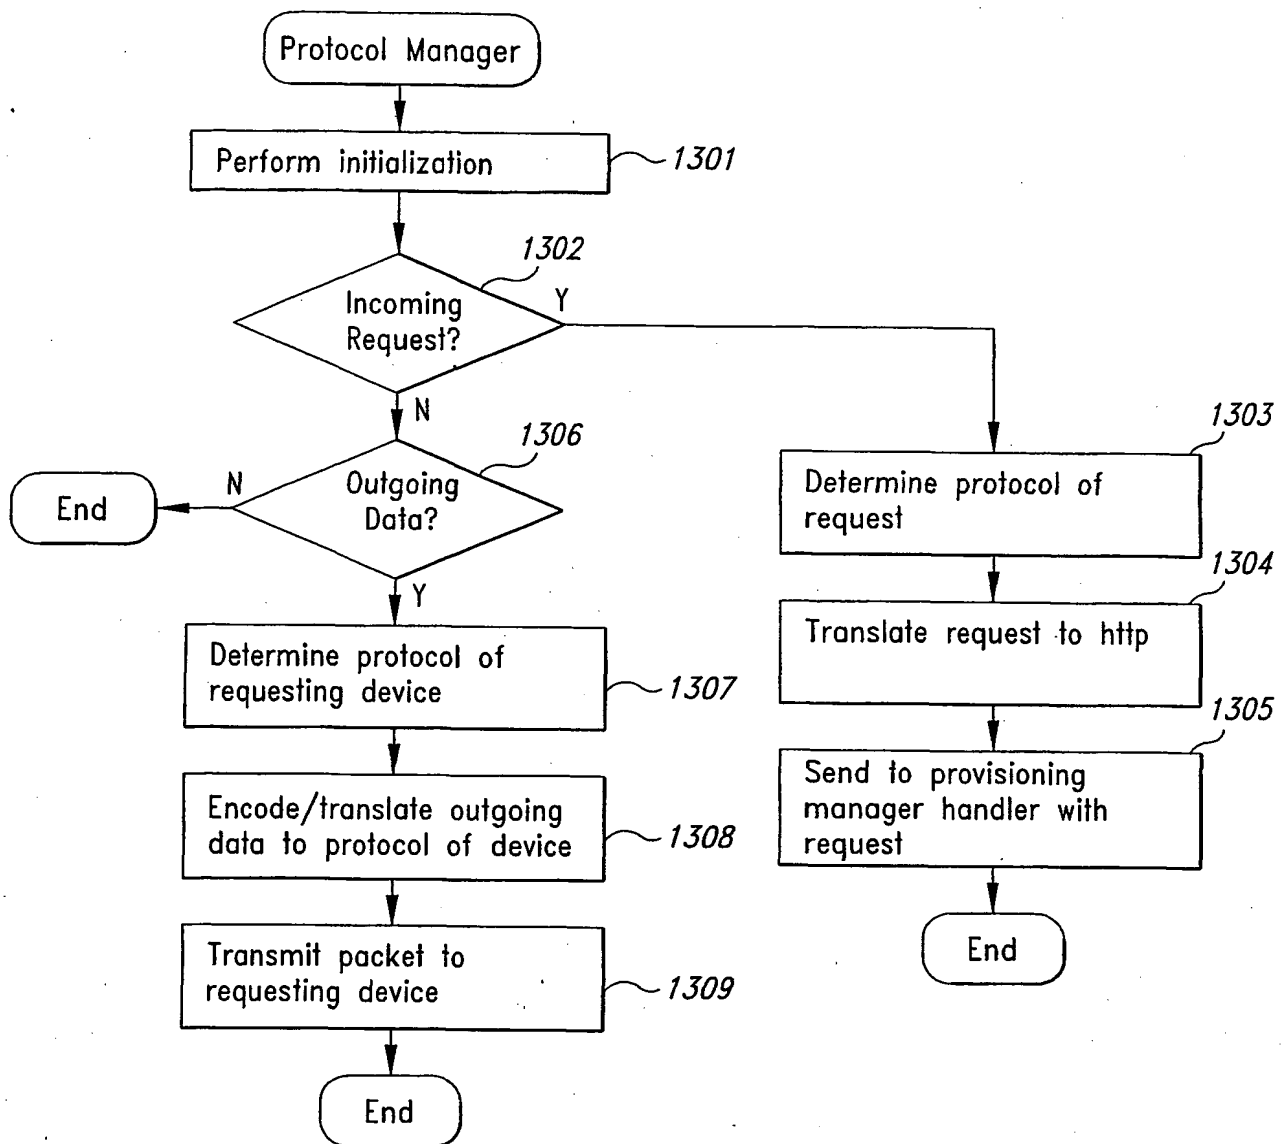 Protocol Manager
Perform initialization
1301
1302
Incoming
Request?
Y
N
1306
Outgoing
Data?
N
End
Y
Determine protocol of
requesting device
1307
Encode/translate outgoing
data to protocol of device
1308
Transmit packet to
requesting device
1309
End
1303
Determine protocol of
request
1304
Translate request to http
1305
Send to provisioning
manager handler with
request
End